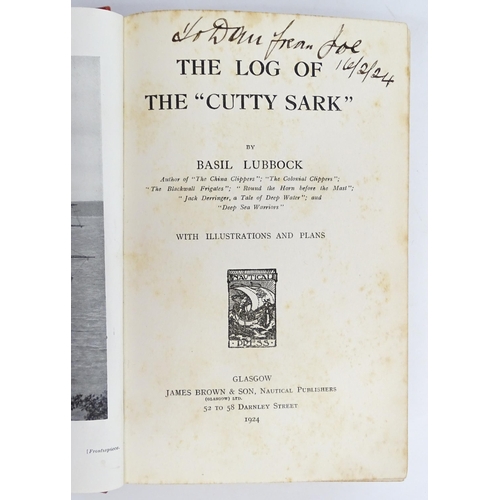 To Dan from Joe
16/2/24
THE LOG OF
THE "CUTTY SARK"
BY
BASIL LUBBOCK
Author of "The China Clippers"; "The Colonial Clippers";
"The Blackwall Frigates"; "Round the Horn before the Mast";
"Jack Derringer, a Tale of Deep Water"; and
"Deep Sea Warriors"
WITH ILLUSTRATIONS AND PLANS
NAUTICAL
PRESS
GLASGOW
JAMES BROWN & SON, NAUTICAL PUBLISHERS
(GLASGOW) LTD.
52 TO 58 DARNLEY STREET
1924
[Frontispiece.